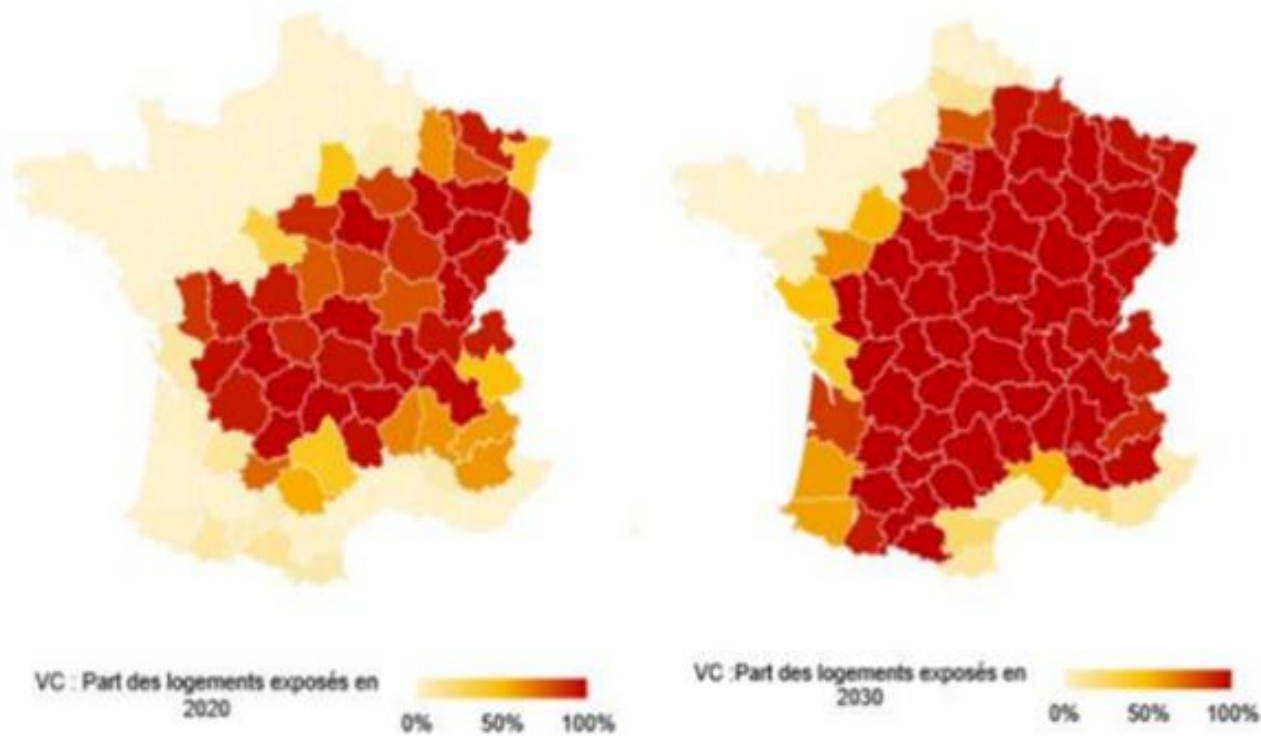 VC : Part des logements exposés en
2020
0% 50% 100%
VC :Part des logements exposés en
2030
0% 50% 100%